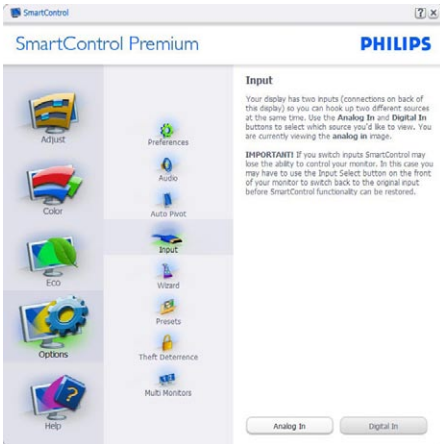 SmartControl
SmartControl Premium
PHILIPS
Adjust
Color
Eco
Options
Help
Preferences
Audio
Auto Pivot
Input
Wizard
Presets
Theft Deterrence
Multi Monitors
Input
Your display has two inputs (connections on back of
this display) so you can hook up two different sources
at the same time. Use the Analog In and Digital In
buttons to select which source you'd like to view. You
are currently viewing the analog in image.
IMPORTANT! If you switch inputs SmartControl may
lose the ability to control your monitor. In this case you
may have to use the Input Select button on the front
of your monitor to switch back to the original input
before SmartControl functionality can be restored.
Analog In
Digital In